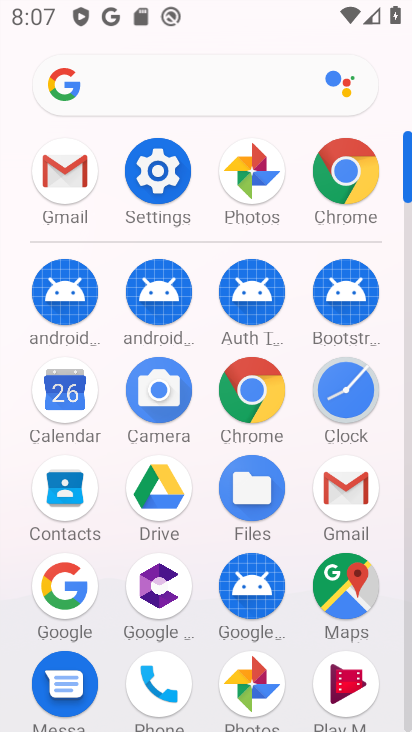 8:07
Gmail Settings Photos Chrome
android... android... Auth T... Bootstr...
26
Calendar Camera Chrome Clock
Contacts Drive Files Gmail
Google Google ... Google... Maps
Messa... Phone Photos Play M...